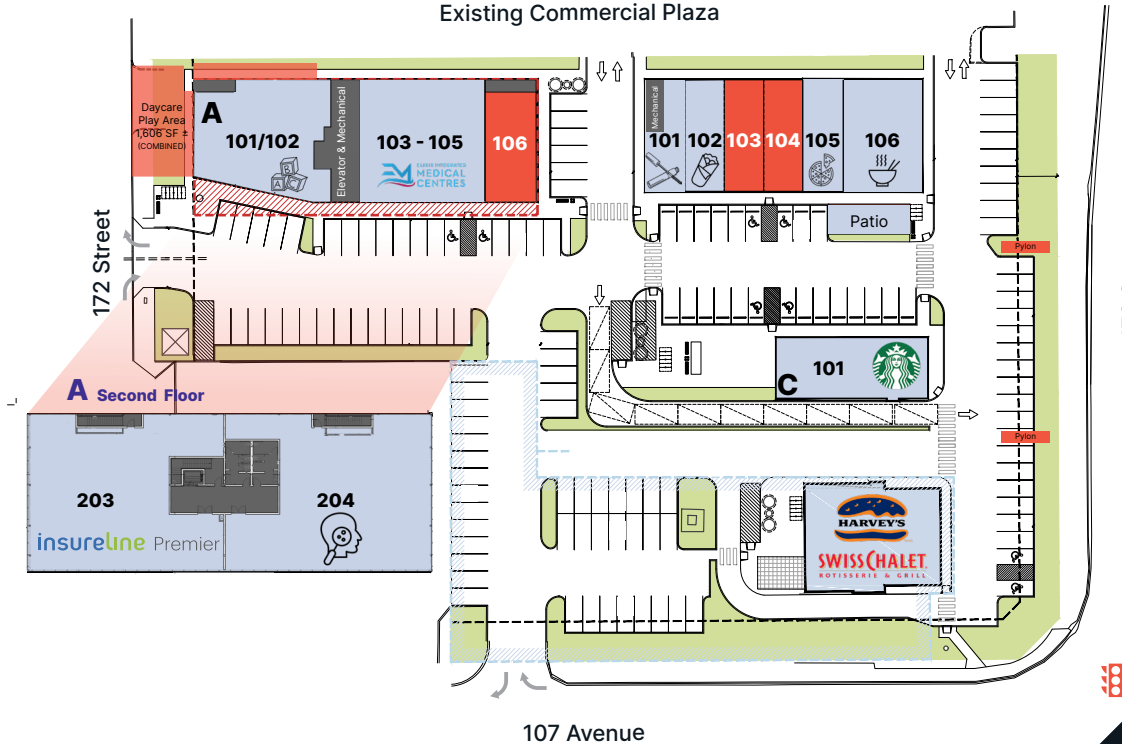 Existing Commercial Plaza
Daycare
Play Area
1,606 SF ±
(COMBINED)
A
101/102
A
B
C
Elevator & Mechanical
103 - 105
MEDICAL
CENTRES
106
Mechanical
101
102
103
104
105
106
Patio
Pylon
172 Street
A Second Floor
203
insureline Premier
204
101
C
Pylon
HARVEY'S
SWISS CHALET
ROTISSERIE & GRILL
107 Avenue